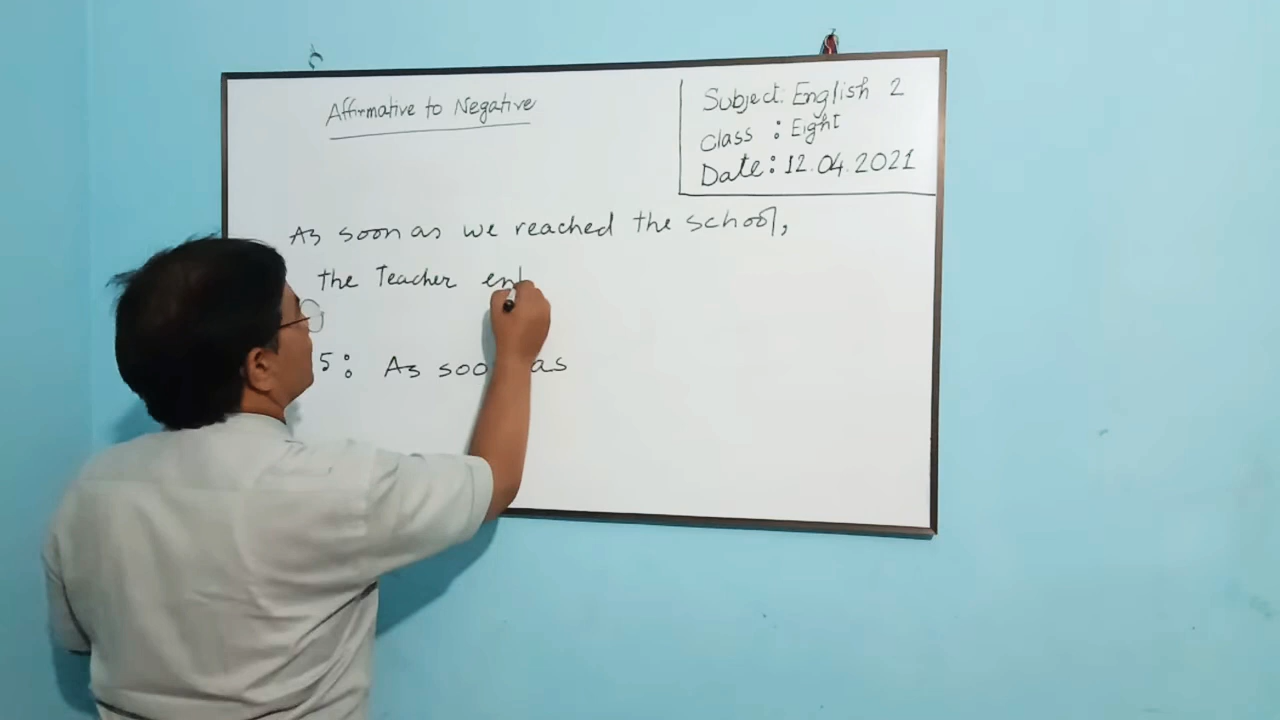 Affirmative to Negative
Subject: English 2
Class : Eight
Date: 12.04.2021
As soon as we reached the school,
the Teacher ent
5: As soo as